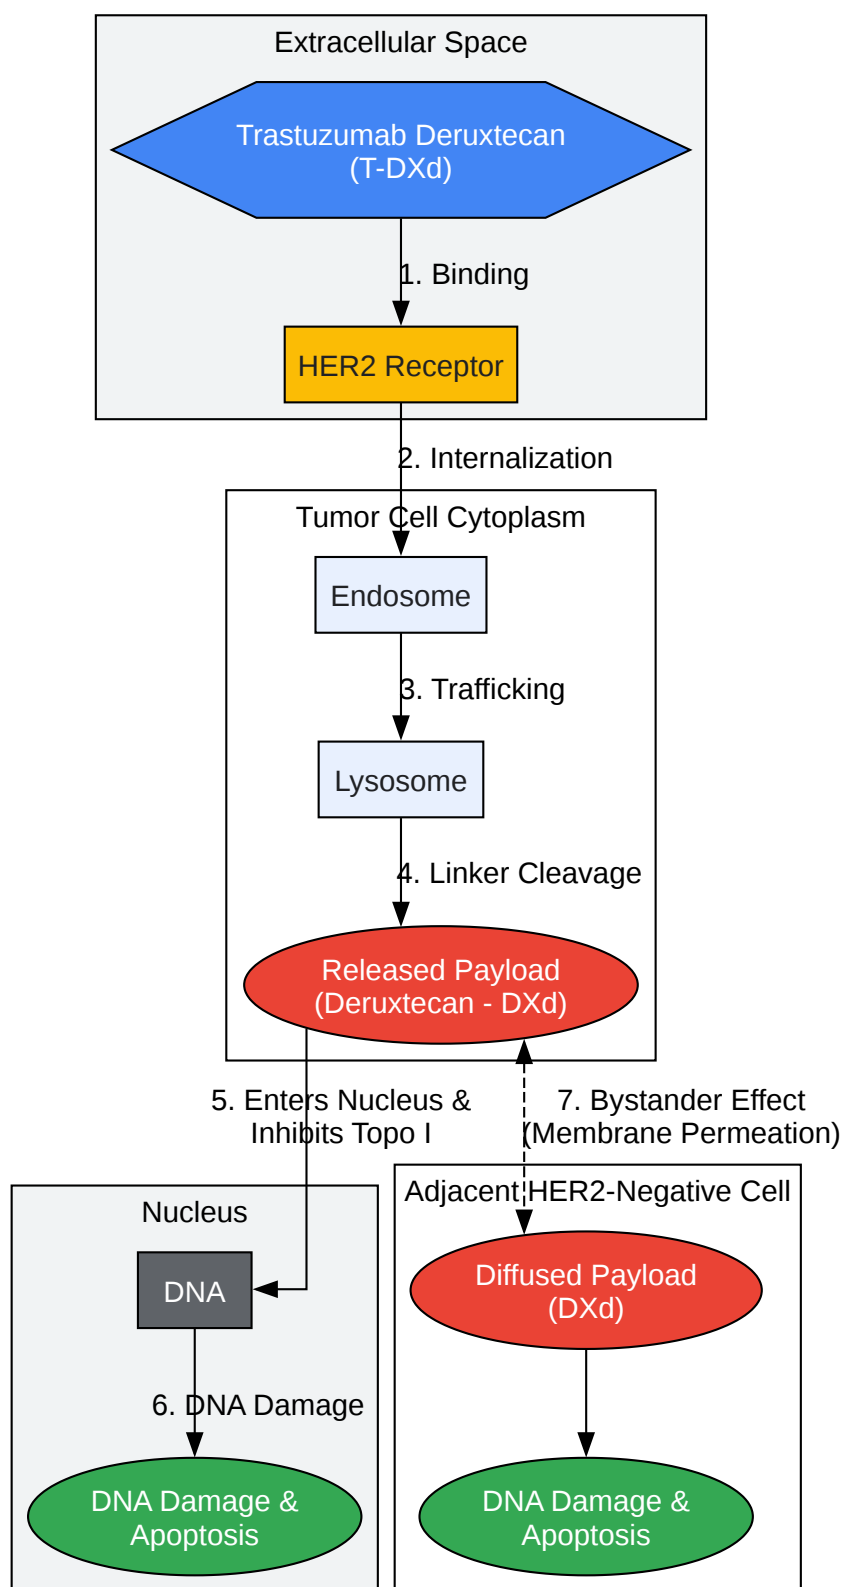 Extracellular Space
Trastuzumab Deruxtecan
(T-DXd)
1. Binding
HER2 Receptor
2. Internalization
Tumor Cell Cytoplasm
Endosome
3. Trafficking
Lysosome
4. Linker Cleavage
Released Payload
(Deruxtecan - DXd)
5. Enters Nucleus &
Inhibits Topo I
7. Bystander Effect
(Membrane Permeation)
Nucleus
DNA
6. DNA Damage
DNA Damage &
Apoptosis
Adjacent HER2-Negative Cell
Diffused Payload
(DXd)
DNA Damage &
Apoptosis